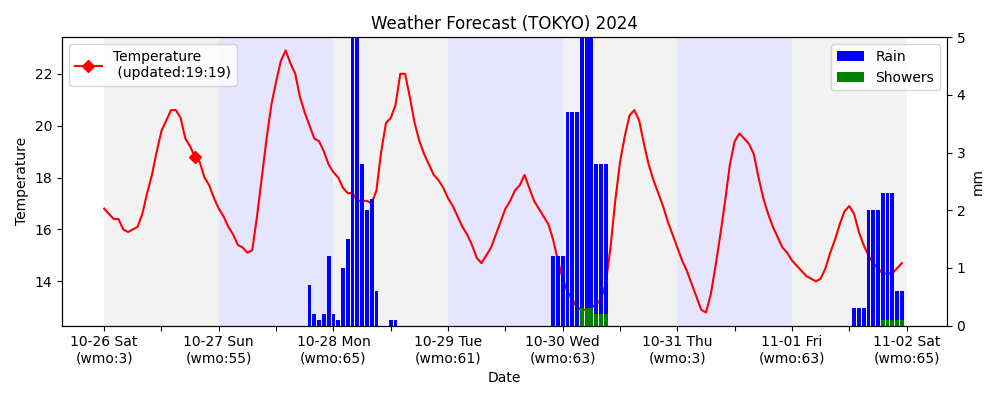 Weather Forecast (TOKYO) 2024
Temperature
(updated:19:19)
Rain
Showers
Temperature
22
20
18
16
14
5
4
3
2
1
0
mm
10-26 Sat
(wmo:3)
10-27 Sun
(wmo:55)
10-28 Mon
(wmo:65)
10-29 Tue
(wmo:61)
10-30 Wed
(wmo:63)
10-31 Thu
(wmo:3)
11-01 Fri
(wmo:63)
11-02 Sat
(wmo:65)
Date